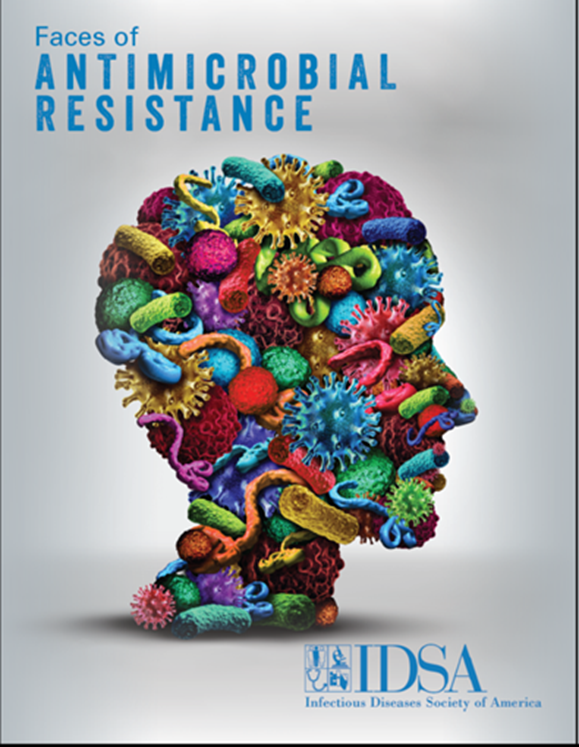 Faces of
ANTIMICROBIAL
RESISTANCE
IDSA
Infectious Diseases Society of America